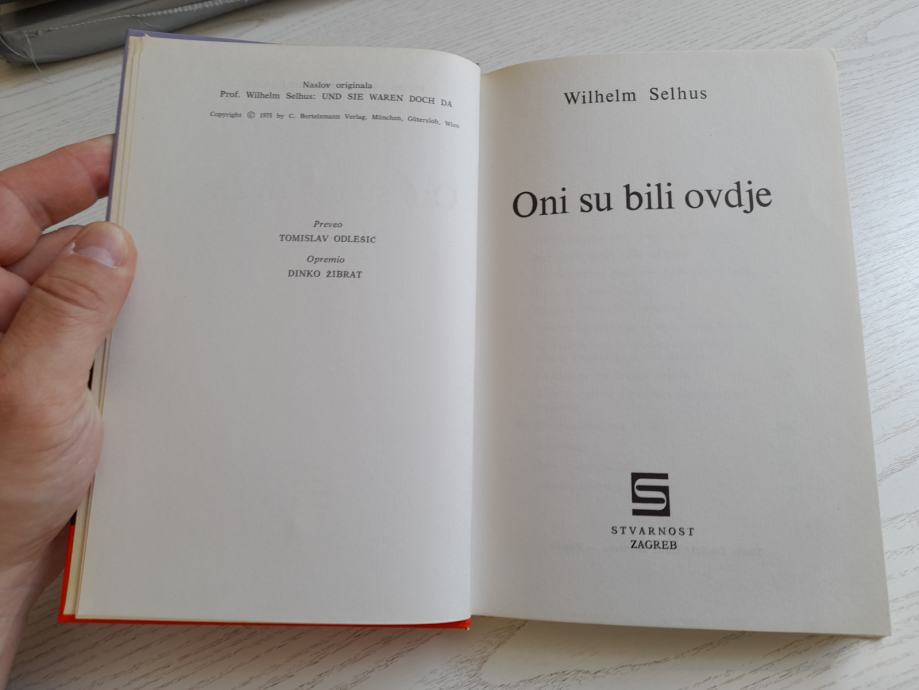 Naslov originala
Prof. Wilhelm Selhus: UND SIE WAREN DOCH DA
Copyright © 1975 by C. Bertelsmann Verlag, München, Gütersloh, Wien
Preveo
TOMISLAV ODLEŠIĆ
Opremio
DINKO ŽIBRAT
Wilhelm Selhus
Oni su bili ovdje
S
STVARNOST
ZAGREB